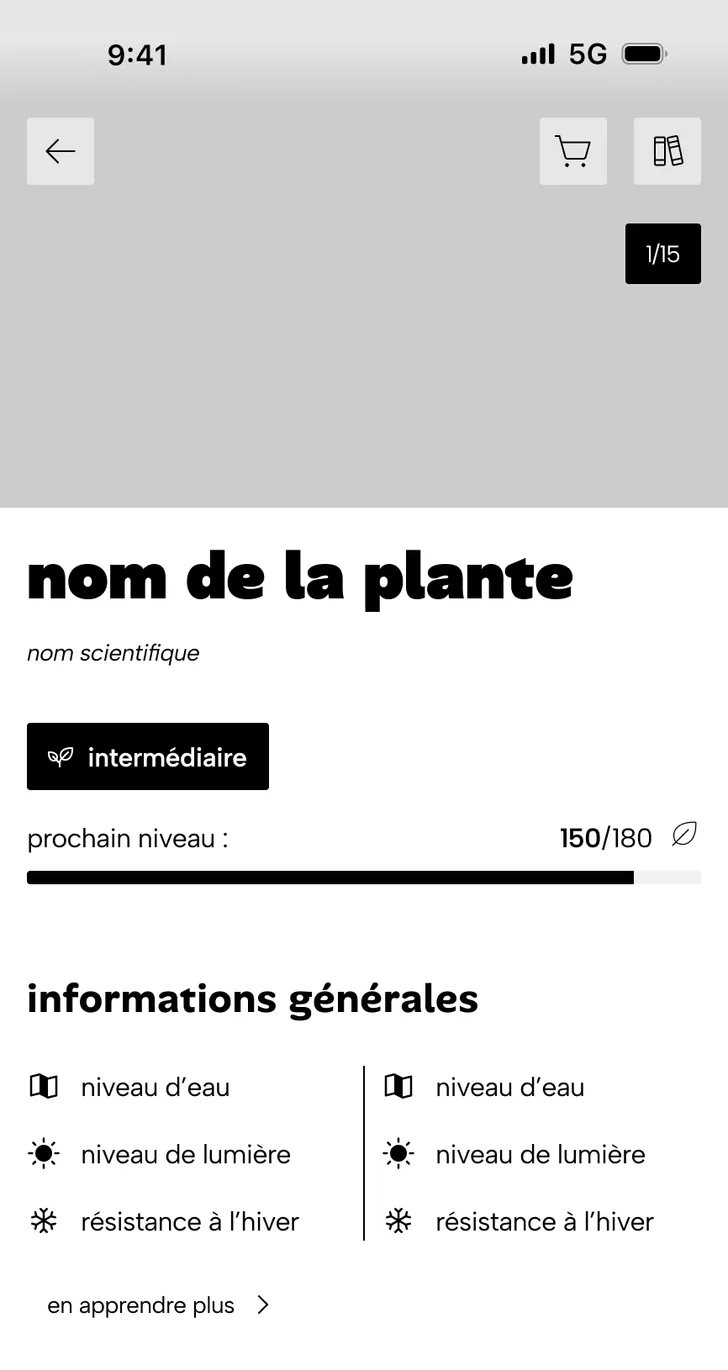 9:41 5G
1/15
nom de la plante
nom scientifique
intermédiaire
prochain niveau : 150/180
informations générales
niveau d’eau niveau d’eau
niveau de lumière niveau de lumière
résistance à l’hiver résistance à l’hiver
en apprendre plus